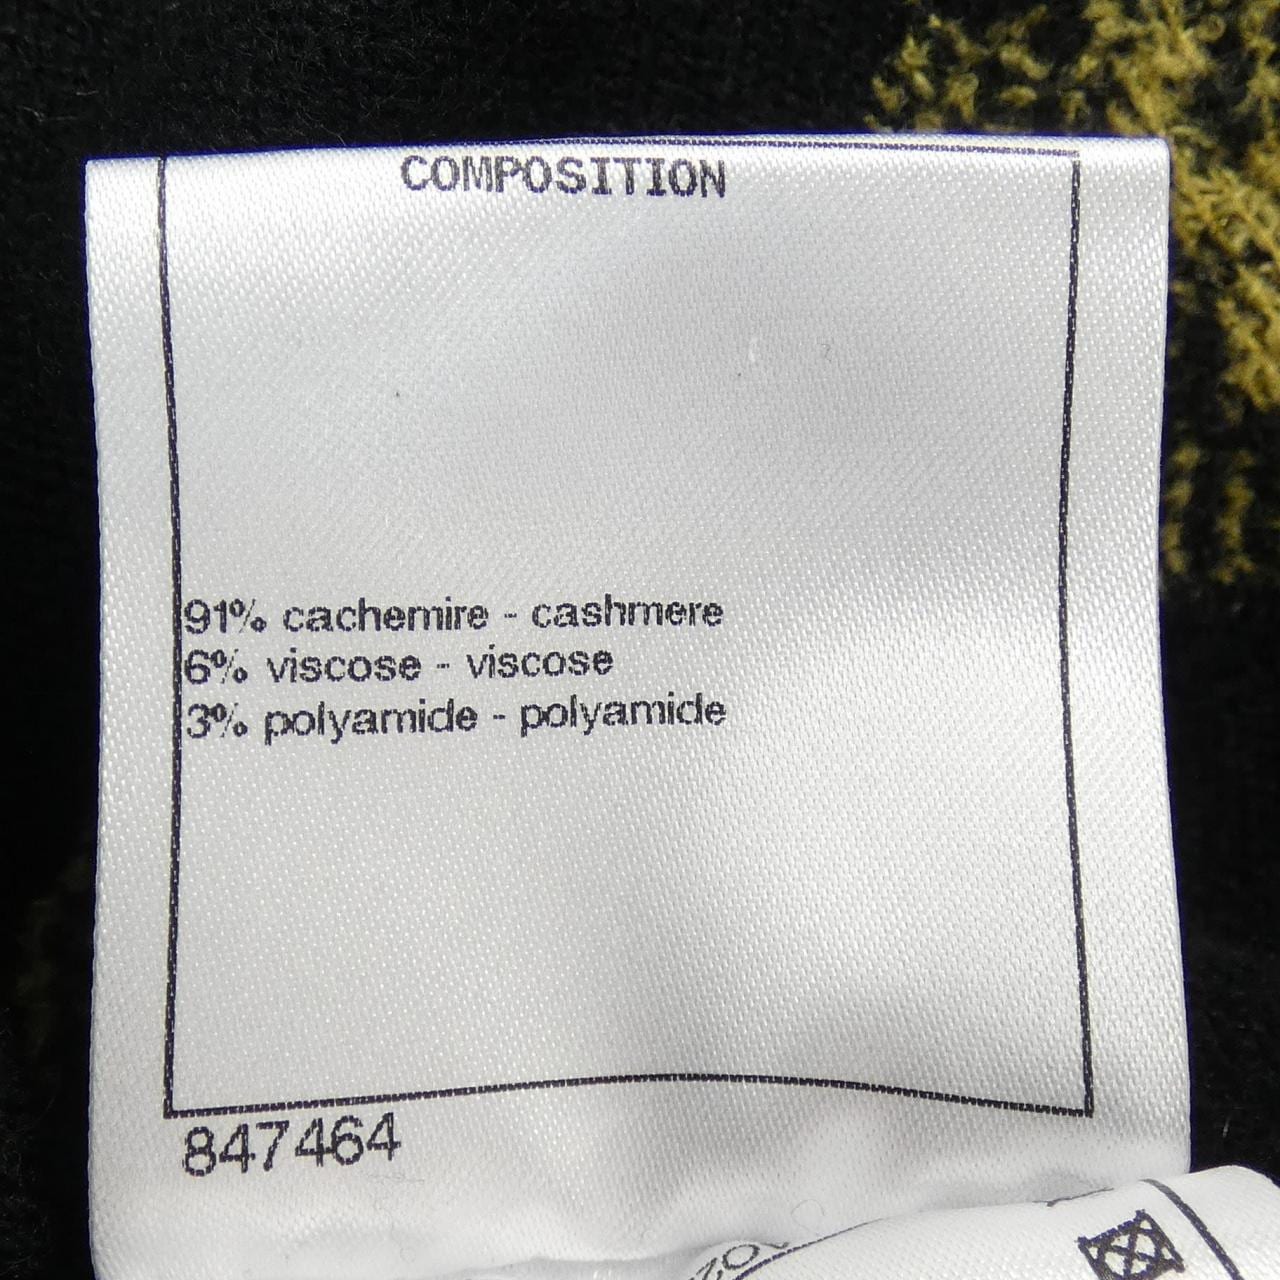 COMPOSITION
91% cachemire - cashmere
6% viscose - viscose
3% polyamide - polyamide
847464